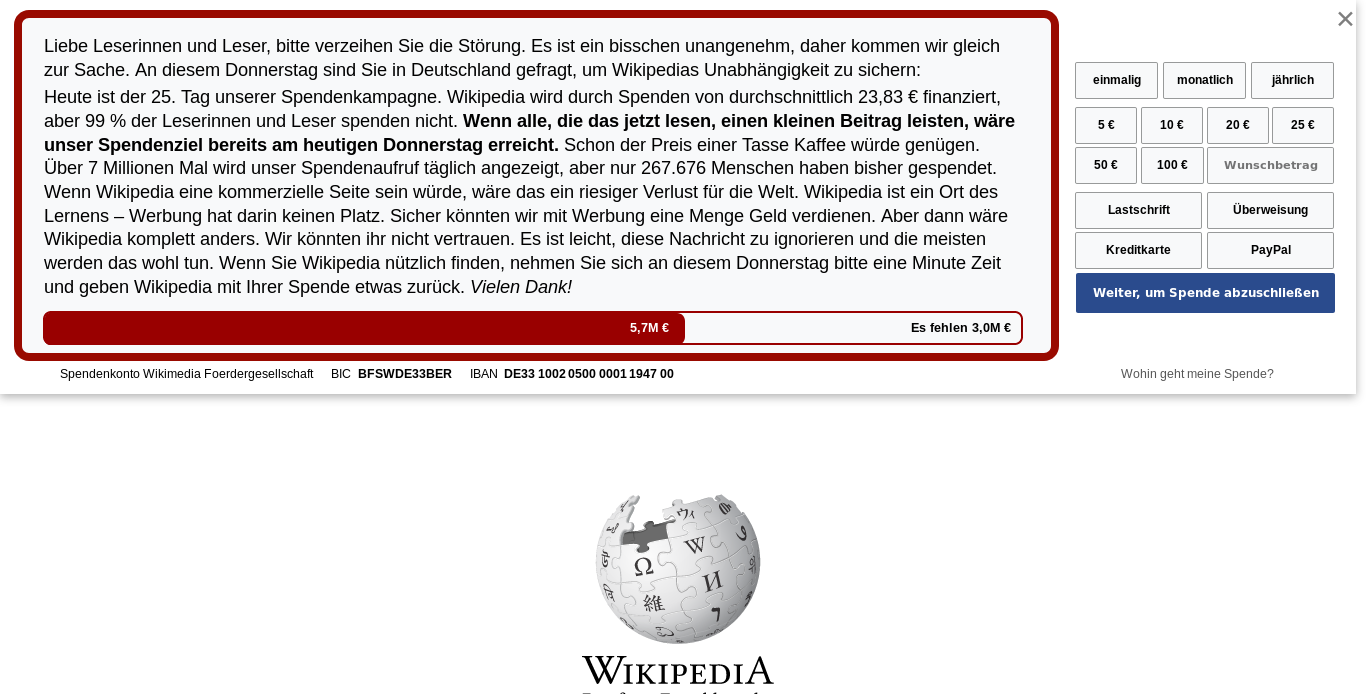 Liebe Leserinnen und Leser, bitte verzeihen Sie die Störung. Es ist ein bisschen unangenehm, daher kommen wir gleich
zur Sache. An diesem Donnerstag sind Sie in Deutschland gefragt, um Wikipedias Unabhängigkeit zu sichern:
Heute ist der 25. Tag unserer Spendenkampagne. Wikipedia wird durch Spenden von durchschnittlich 23,83 € finanziert,
aber 99 % der Leserinnen und Leser spenden nicht. Wenn alle, die das jetzt lesen, einen kleinen Beitrag leisten, wäre
unser Spendenziel bereits am heutigen Donnerstag erreicht. Schon der Preis einer Tasse Kaffee würde genügen.
Über 7 Millionen Mal wird unser Spendenaufruf täglich angezeigt, aber nur 267.676 Menschen haben bisher gespendet.
Wenn Wikipedia eine kommerzielle Seite sein würde, wäre das ein riesiger Verlust für die Welt. Wikipedia ist ein Ort des
Lernens – Werbung hat darin keinen Platz. Sicher könnten wir mit Werbung eine Menge Geld verdienen. Aber dann wäre
Wikipedia komplett anders. Wir könnten ihr nicht vertrauen. Es ist leicht, diese Nachricht zu ignorieren und die meisten
werden das wohl tun. Wenn Sie Wikipedia nützlich finden, nehmen Sie sich an diesem Donnerstag bitte eine Minute Zeit
und geben Wikipedia mit Ihrer Spende etwas zurück. Vielen Dank!
5,7M € Es fehlen 3,0M €
Spendenkonto Wikimedia Foerdergesellschaft BIC BFSWDE33BER IBAN DE33 1002 0500 0001 1947 00
einmalig monatlich jährlich
5 € 10 € 20 € 25 €
50 € 100 € Wunschbetrag
Lastschrift Überweisung
Kreditkarte PayPal
Weiter, um Spende abzuschließen
Wohin geht meine Spende?
ウィ
W
Ω
И
維
WIKIPEDIA